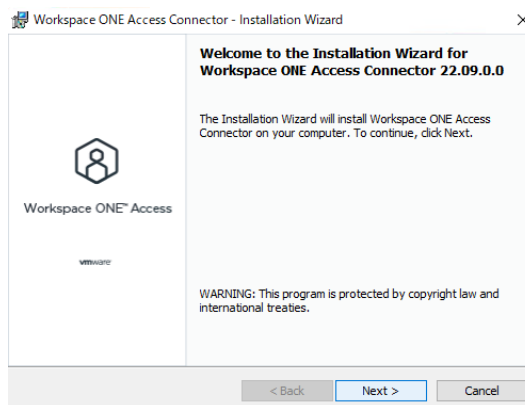 Workspace ONE Access Connector - Installation Wizard
Welcome to the Installation Wizard for
Workspace ONE Access Connector 22.09.0.0
The Installation Wizard will install Workspace ONE Access
Connector on your computer. To continue, click Next.
Workspace ONE™ Access
vmware
WARNING: This program is protected by copyright law and
international treaties.
< Back
Next >
Cancel